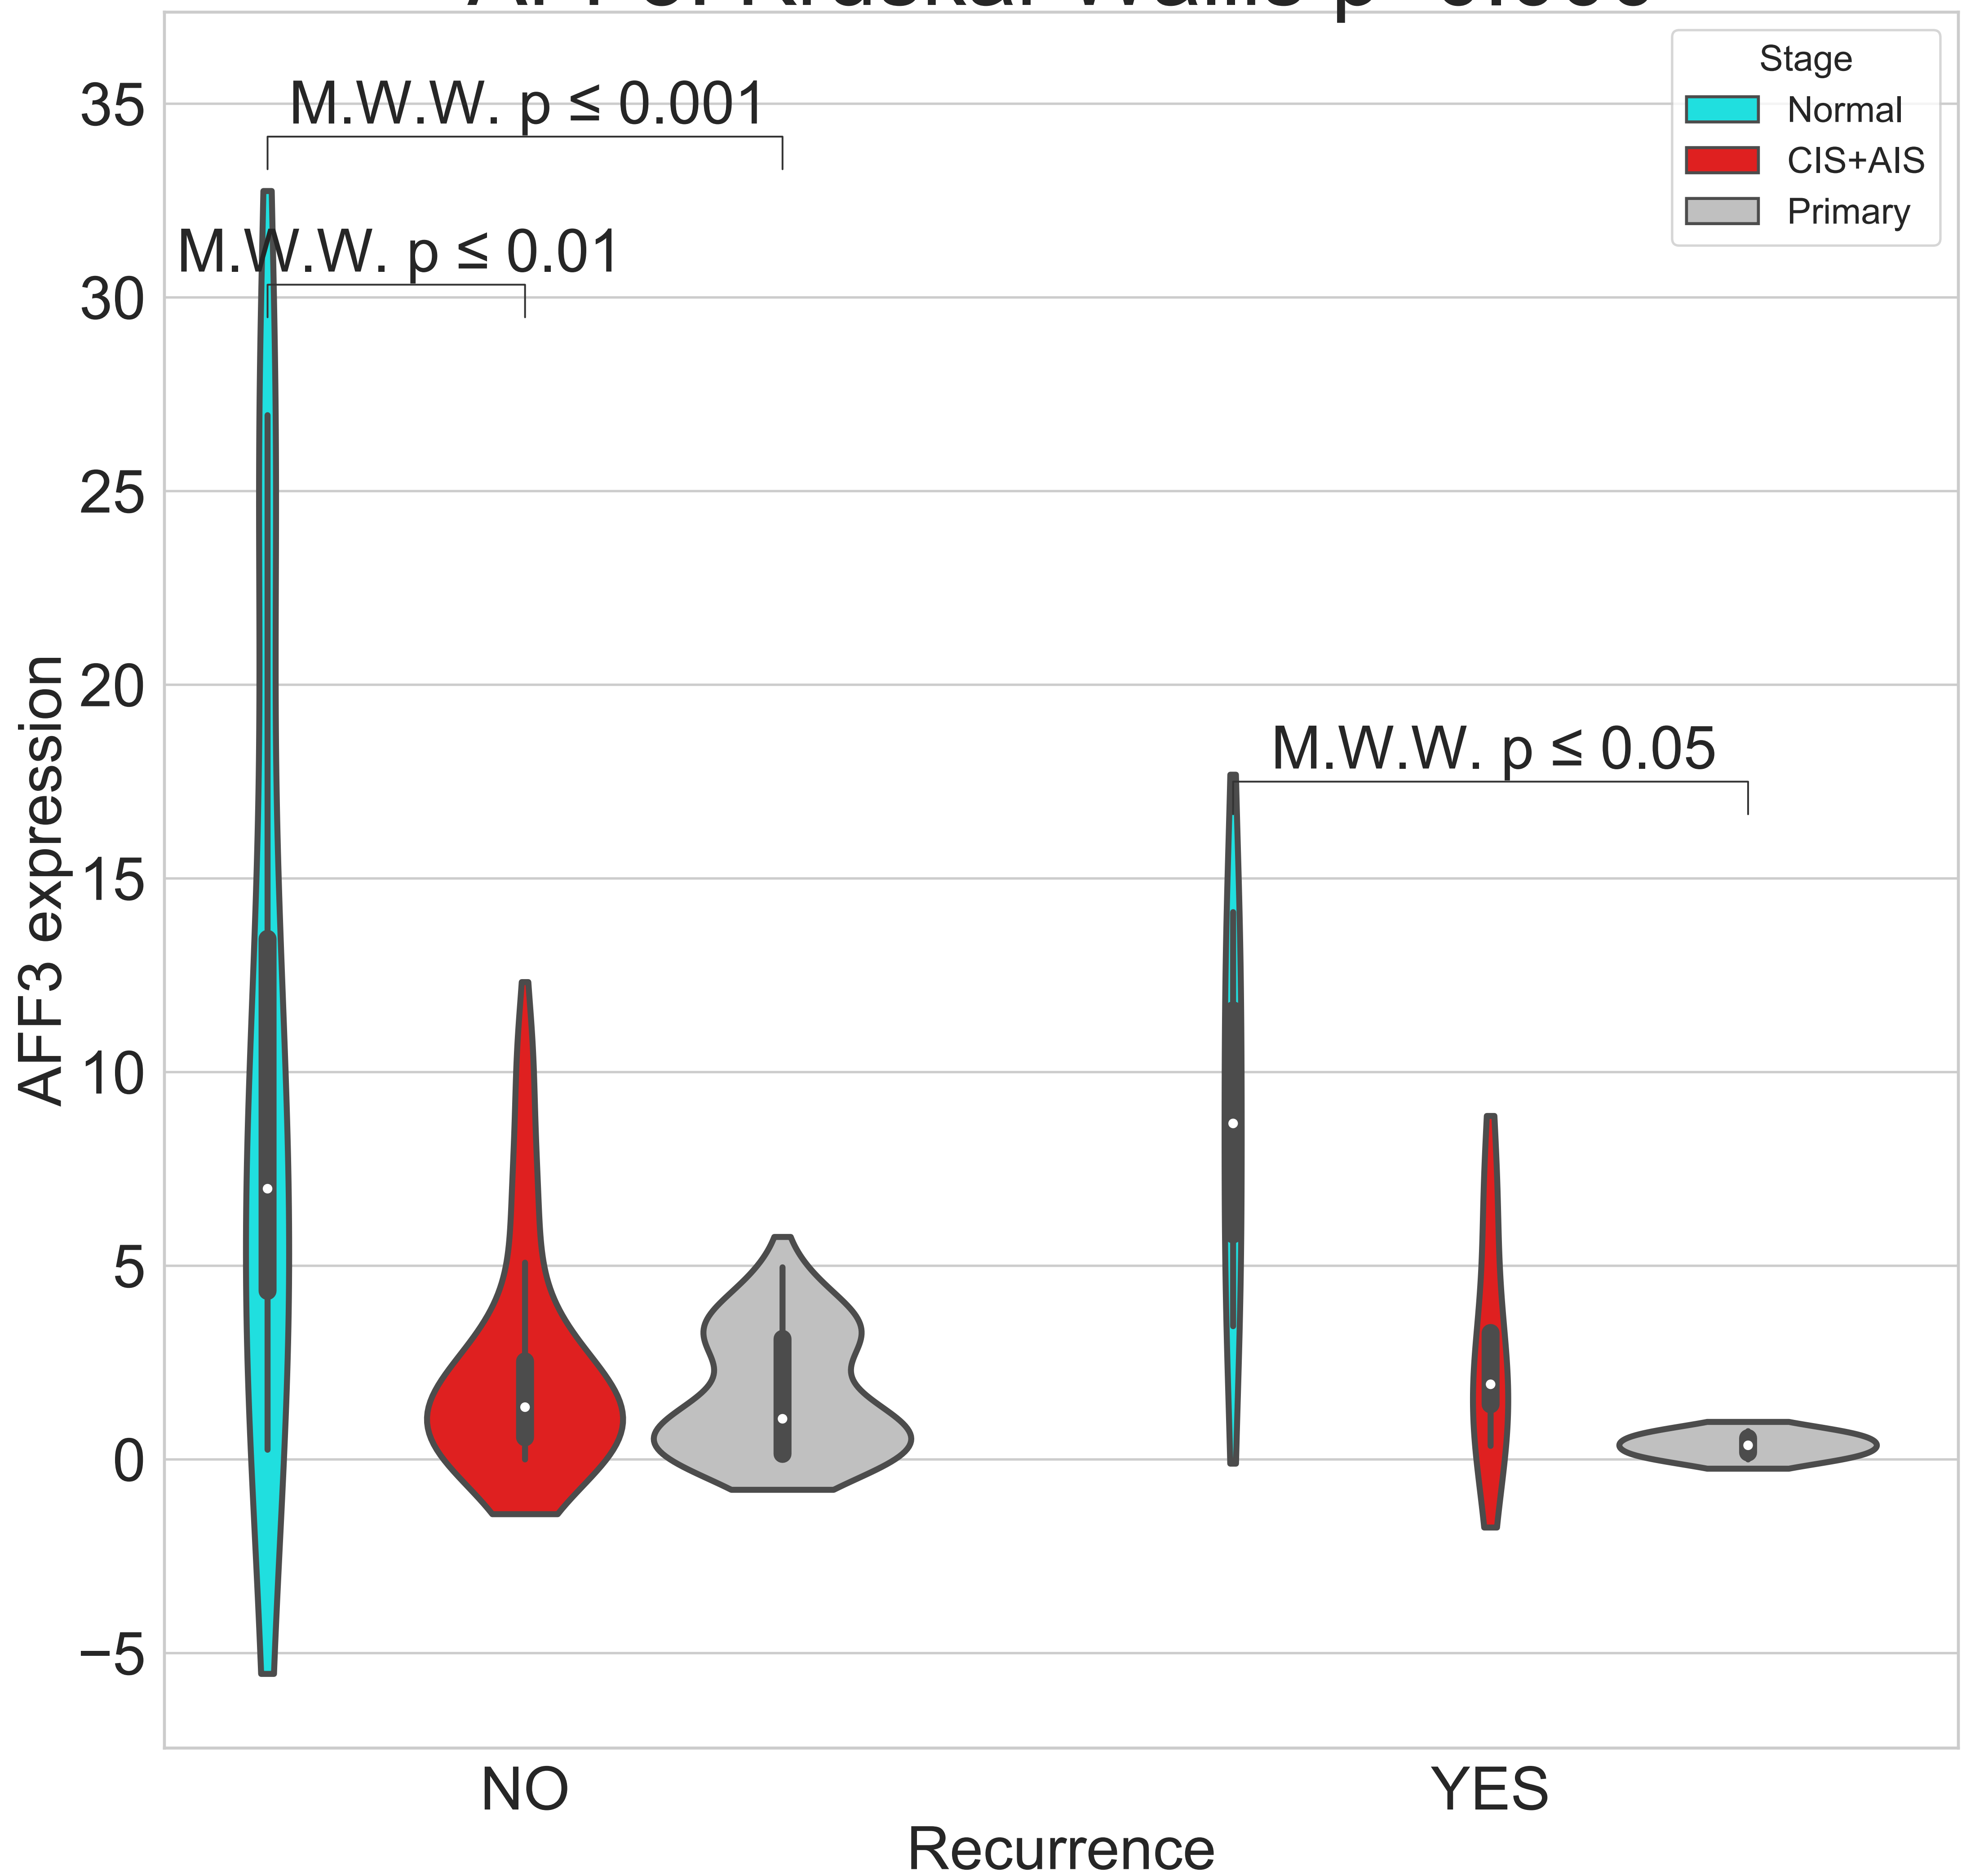 Stage
Normal
CIS+AIS
Primary
M.W.W. p ≤ 0.001
M.W.W. p ≤ 0.01
M.W.W. p ≤ 0.05
35
30
25
20
15
10
5
0
−5
AFF3 expression
NO
YES
Recurrence